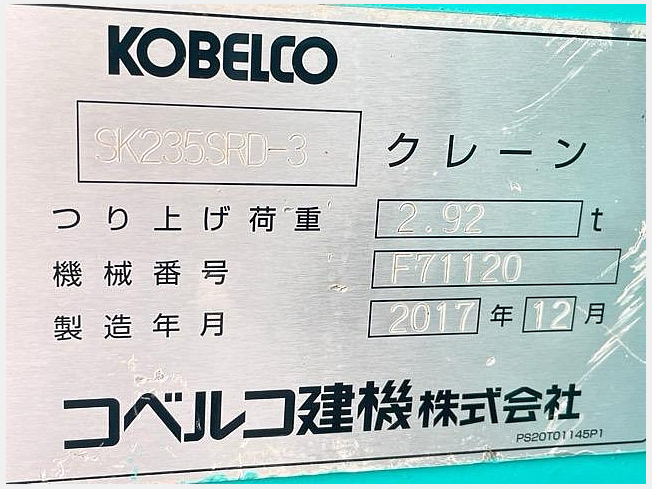 KOBELCO
SK235SRD-3 クレーン
つり上げ荷重 2.92 t
機械番号 F71120
製造年月 2017 年 12 月
コベルコ建機株式会社
PS20T01145P1